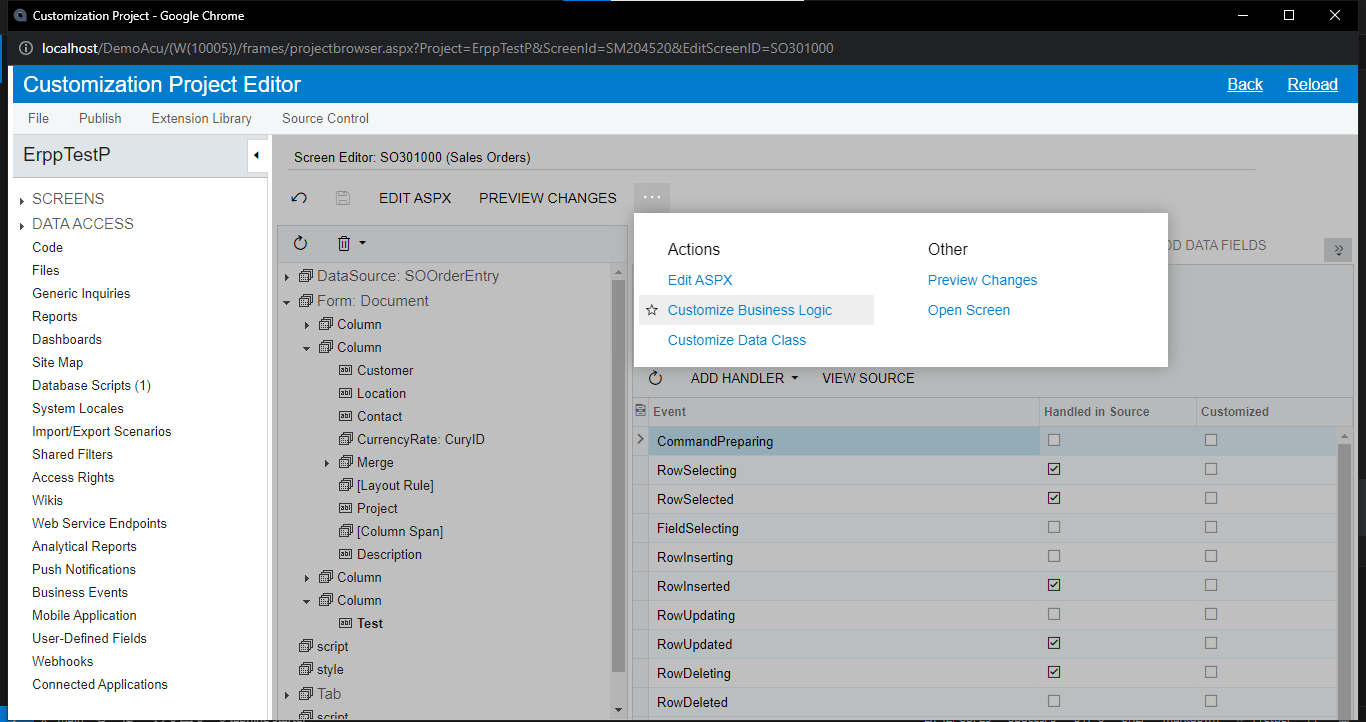 Customization Project - Google Chrome
localhost/DemoAcu/(W(10005))/frames/projectbrowser.aspx?Project=ErppTestP&ScreenId=SM204520&EditScreenID=SO301000
Customization Project Editor
Back
Reload
File
Publish
Extension Library
Source Control
ErppTestP
SCREENS
DATA ACCESS
Code
Files
Generic Inquiries
Reports
Dashboards
Site Map
Database Scripts (1)
System Locales
Import/Export Scenarios
Shared Filters
Access Rights
Wikis
Web Service Endpoints
Analytical Reports
Push Notifications
Business Events
Mobile Application
User-Defined Fields
Webhooks
Connected Applications
Screen Editor: SO301000 (Sales Orders)
EDIT ASPX
PREVIEW CHANGES
DataSource: SOOrderEntry
Form: Document
Column
Column
Customer
Location
Contact
CurrencyRate: CuryID
Merge
[Layout Rule]
Project
[Column Span]
Description
Column
Column
Test
script
style
Tab
script
Actions
Edit ASPX
Customize Business Logic
Customize Data Class
Other
Preview Changes
Open Screen
DATA FIELDS
ADD HANDLER
VIEW SOURCE
Event
Handled in Source
Customized
CommandPreparing
RowSelecting
RowSelected
FieldSelecting
RowInserting
RowInserted
RowUpdating
RowUpdated
RowDeleting
RowDeleted